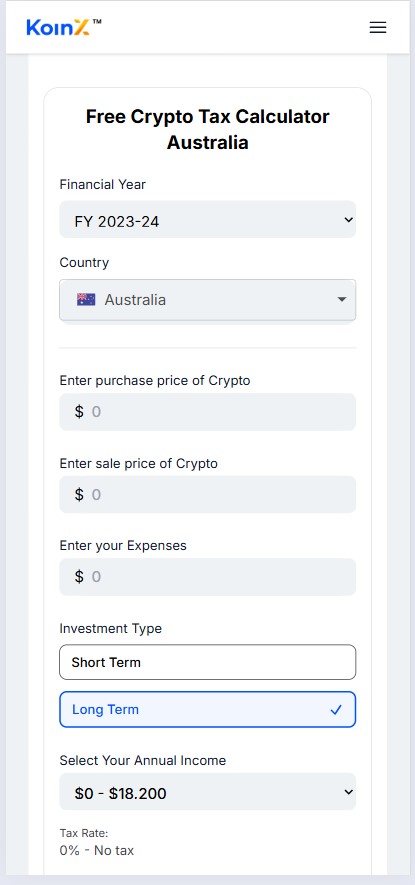 KoinX™
Free Crypto Tax Calculator
Australia
Financial Year
FY 2023-24
Country
Australia
Enter purchase price of Crypto
$ 0
Enter sale price of Crypto
$ 0
Enter your Expenses
$ 0
Investment Type
Short Term
Long Term
Select Your Annual Income
$0 - $18.200
Tax Rate:
0% - No tax